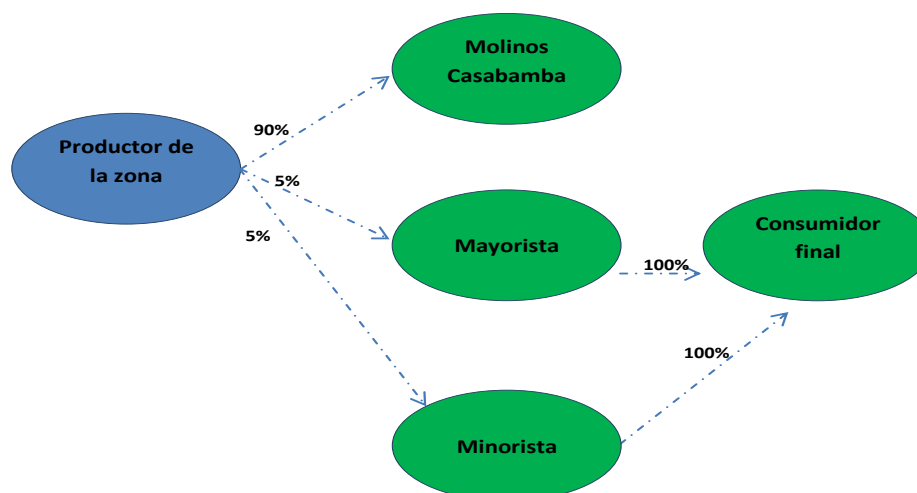 Molinos
Casabamba
90%
Productor de
la zona
5%
5%
Mayorista
100%
Consumidor
final
100%
Minorista